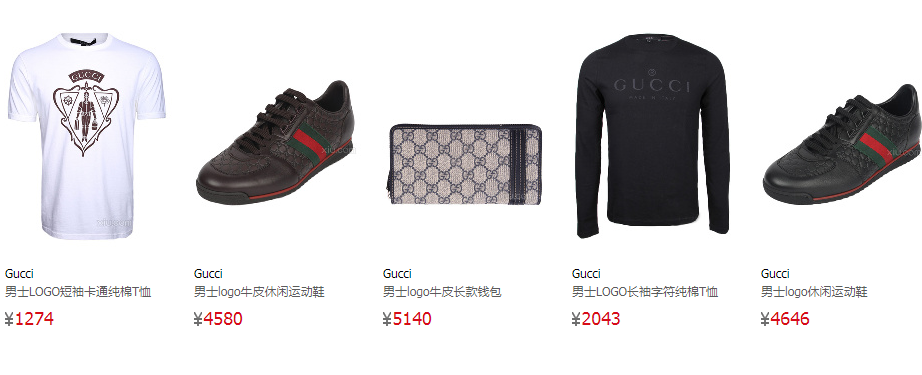 GUCCI
GUCCI
Gucci
男士LOGO短袖卡通纯棉T恤
¥1274
Gucci
男士logo牛皮休闲运动鞋
¥4580
Gucci
男士logo牛皮长款钱包
¥5140
Gucci
男士LOGO长袖字符纯棉T恤
¥2043
Gucci
男士logo休闲运动鞋
¥4646